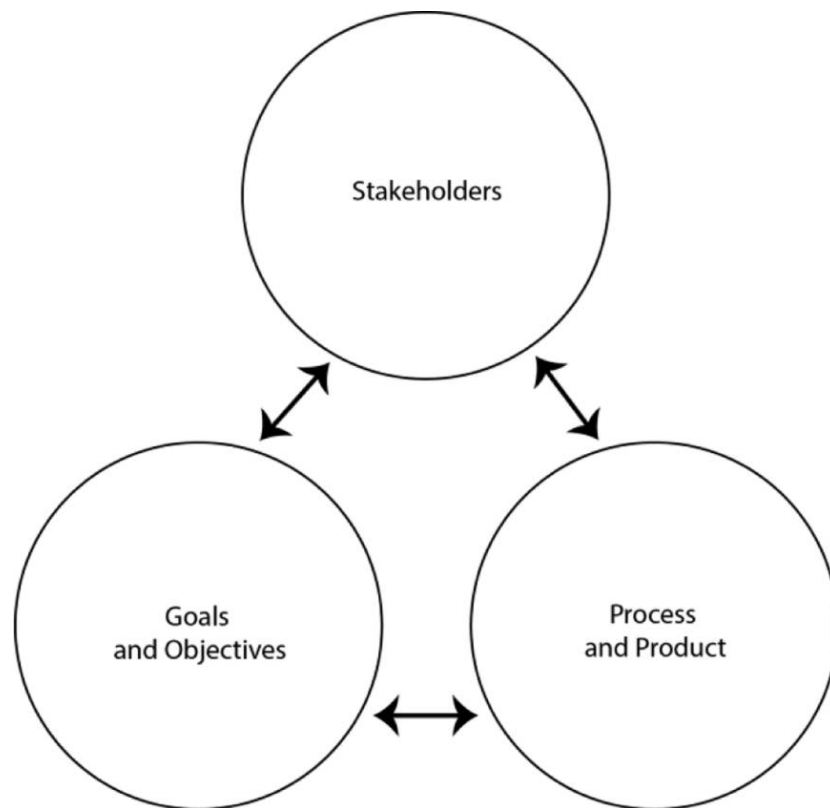 Stakeholders
Goals
and Objectives
Process
and Product